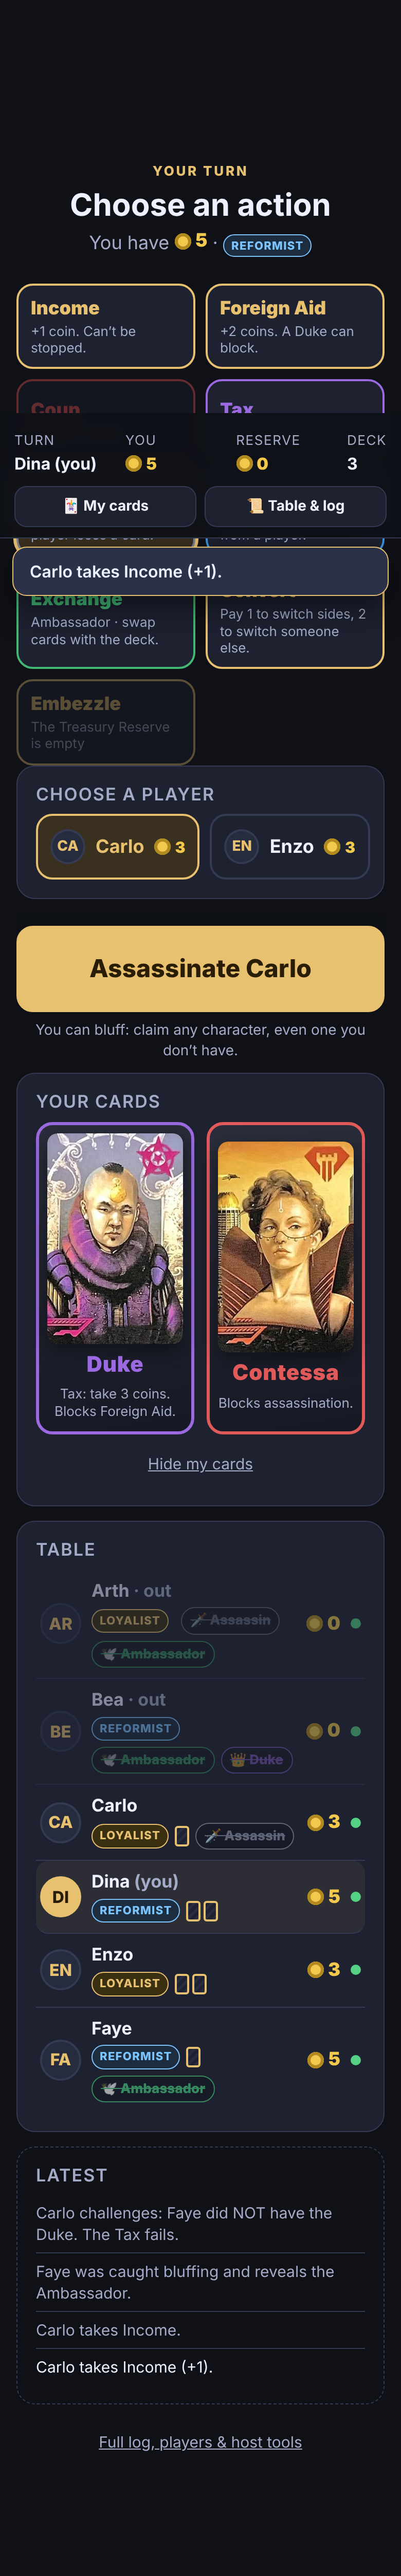 YOUR TURN
Choose an action
You have 5 · REFORMIST
Income
+1 coin. Can't be
stopped.
Foreign Aid
+2 coins. A Duke can
block.
Coup
Tax
TURN
YOU
RESERVE
DECK
Dina (you)
5
0
3
🃏 My cards
📜 Table & log
Carlo takes Income (+1).
Exchange
Ambassador · swap
cards with the deck.
Pay 1 to switch sides, 2
to switch someone
else.
Embezzle
The Treasury Reserve
is empty
CHOOSE A PLAYER
CA Carlo 3
EN Enzo 3
Assassinate Carlo
You can bluff: claim any character, even one you
don't have.
YOUR CARDS
Duke
Tax: take 3 coins.
Blocks Foreign Aid.
Contessa
Blocks assassination.
Hide my cards
TABLE
Arth · out
AR LOYALIST Assassin 0
Ambassador
Bea · out
BE REFORMIST 0
Ambassador Duke
Carlo
CA LOYALIST Assassin 3
Dina (you)
DI REFORMIST 5
Enzo
EN LOYALIST 3
Faye
FA REFORMIST 5
Ambassador
LATEST
Carlo challenges: Faye did NOT have the
Duke. The Tax fails.
Faye was caught bluffing and reveals the
Ambassador.
Carlo takes Income.
Carlo takes Income (+1).
Full log, players & host tools